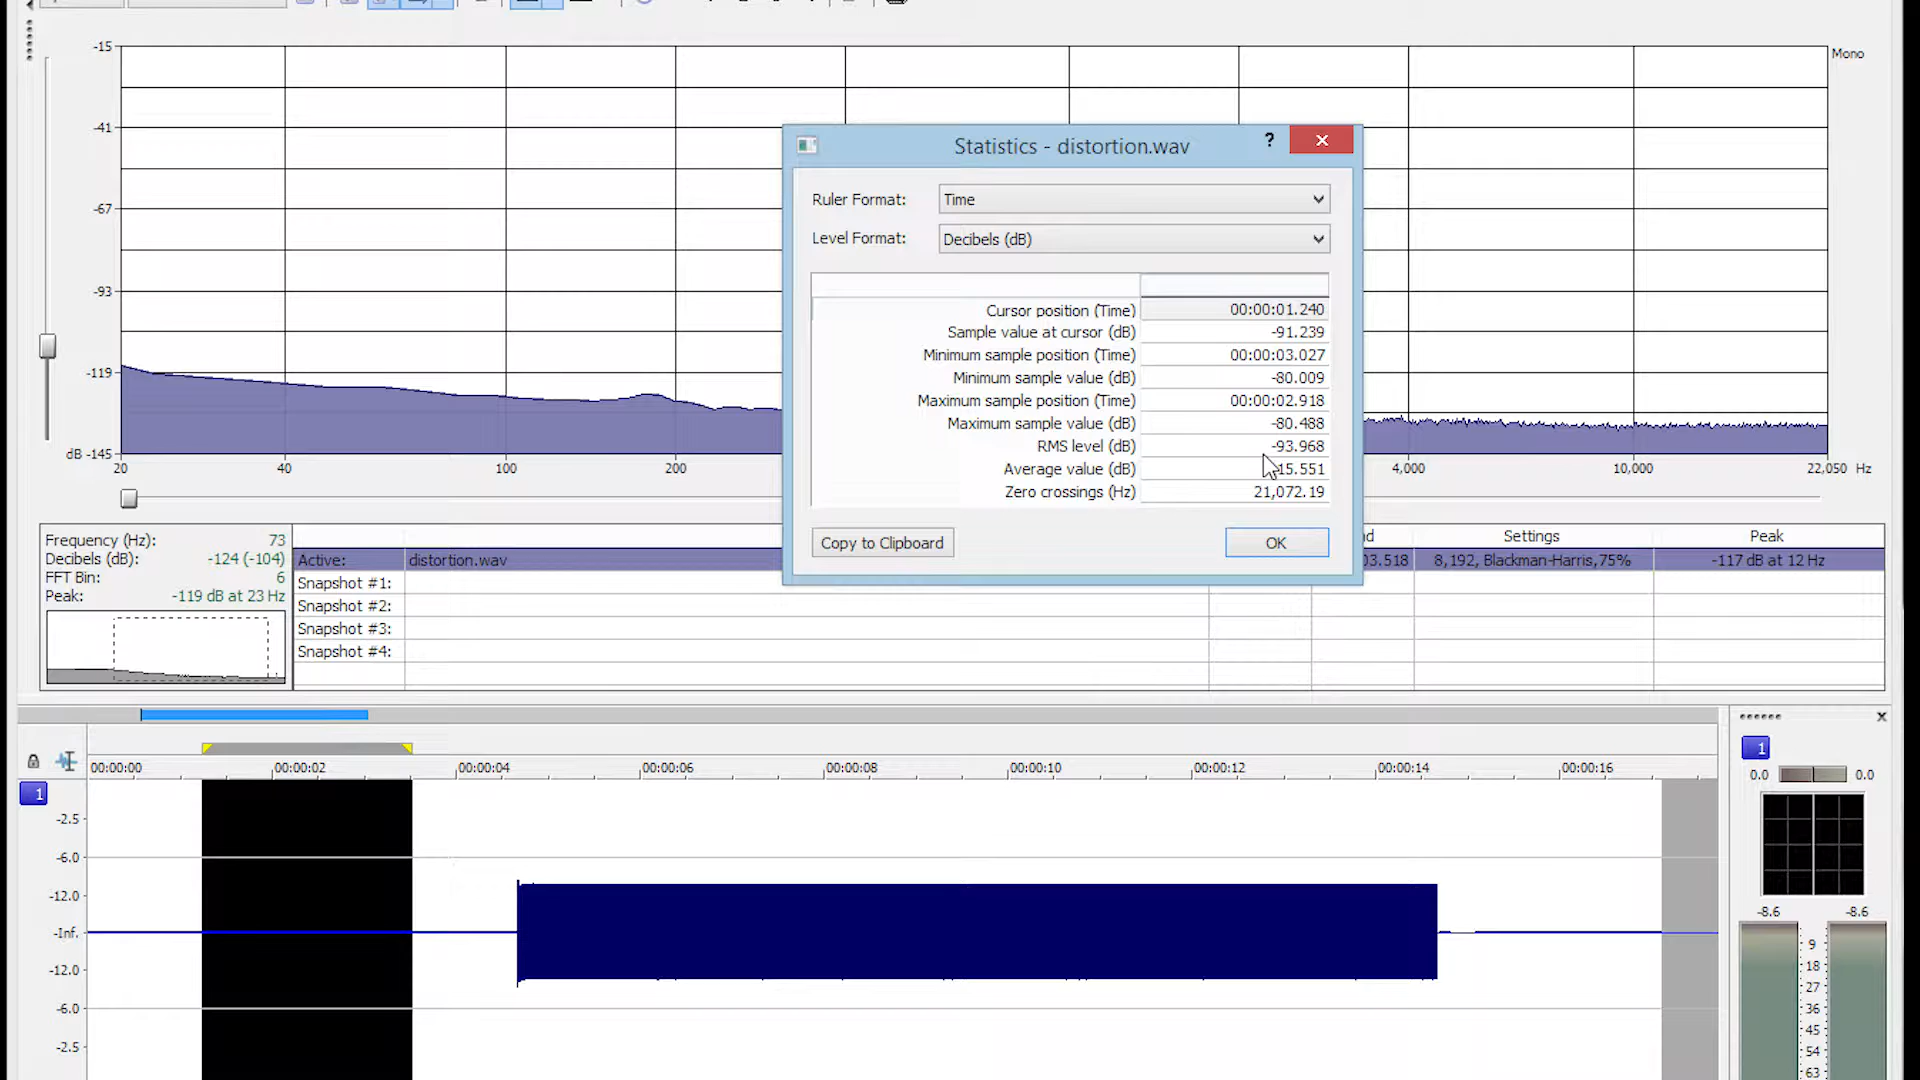 -15
Mono
-41
-67
-93
-119
dB -145
20 40 100 200 4,000 10,000 22,050 Hz
Statistics - distortion.wav
?
Ruler Format: Time
Level Format: Decibels (dB)
Cursor position (Time) 00:00:01.240
Sample value at cursor (dB) -91.239
Minimum sample position (Time) 00:00:03.027
Minimum sample value (dB) -80.009
Maximum sample position (Time) 00:00:02.918
Maximum sample value (dB) -80.488
RMS level (dB) -93.968
Average value (dB) 15.551
Zero crossings (Hz) 21,072.19
Copy to Clipboard OK
Frequency (Hz): 73
Decibels (dB): -124 (-104)
FFT Bin: 6
Peak: -119 dB at 23 Hz
d Settings Peak
Active: distortion.wav 03.518 8,192, Blackman-Harris,75% -117 dB at 12 Hz
Snapshot #1:
Snapshot #2:
Snapshot #3:
Snapshot #4:
00:00:00 00:00:02 00:00:04 00:00:06 00:00:08 00:00:10 00:00:12 00:00:14 00:00:16
1
-2.5
-6.0
-12.0
-Inf.
-12.0
-6.0
-2.5
1
0.0 0.0
-8.6 -8.6
9
18
27
36
45
54
63